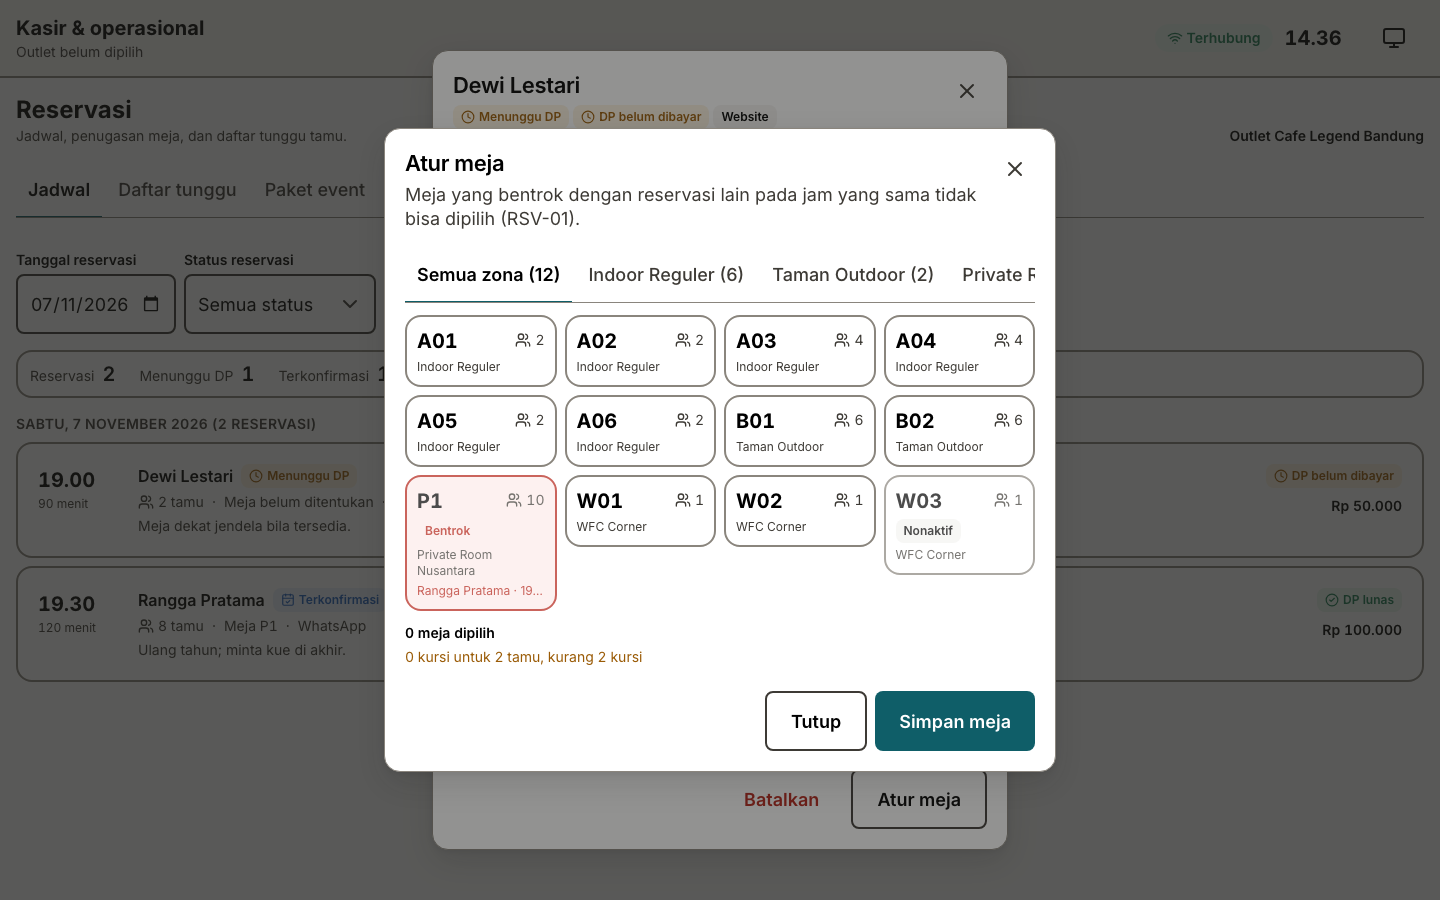 Kasir & operasional
Outlet belum dipilih
Terhubung
14.36
Reservasi
Jadwal, penugasan meja, dan daftar tunggu tamu.
Outlet Cafe Legend Bandung
Jadwal
Daftar tunggu
Paket event
Tanggal reservasi
Status reservasi
07/11/2026
Semua status
Reservasi 2
Menunggu DP 1
Terkonfirmasi 1
SABTU, 7 NOVEMBER 2026 (2 RESERVASI)
19.00
90 menit
Dewi Lestari
Menunggu DP
2 tamu · Meja belum ditentukan ·
Meja dekat jendela bila tersedia.
DP belum dibayar
Rp 50.000
19.30
120 menit
Rangga Pratama
Terkonfirmasi
8 tamu · Meja P1 · WhatsApp
Ulang tahun; minta kue di akhir.
DP lunas
Rp 100.000
Dewi Lestari
Menunggu DP
DP belum dibayar
Website
Atur meja
Meja yang bentrok dengan reservasi lain pada jam yang sama tidak
bisa dipilih (RSV-01).
Semua zona (12)
Indoor Reguler (6)
Taman Outdoor (2)
Private R
A01 2
Indoor Reguler
A02 2
Indoor Reguler
A03 4
Indoor Reguler
A04 4
Indoor Reguler
A05 2
Indoor Reguler
A06 2
Indoor Reguler
B01 6
Taman Outdoor
B02 6
Taman Outdoor
P1 10
Bentrok
Private Room
Nusantara
Rangga Pratama · 19...
W01 1
WFC Corner
W02 1
WFC Corner
W03 1
Nonaktif
WFC Corner
0 meja dipilih
0 kursi untuk 2 tamu, kurang 2 kursi
Tutup
Simpan meja
Batalkan
Atur meja